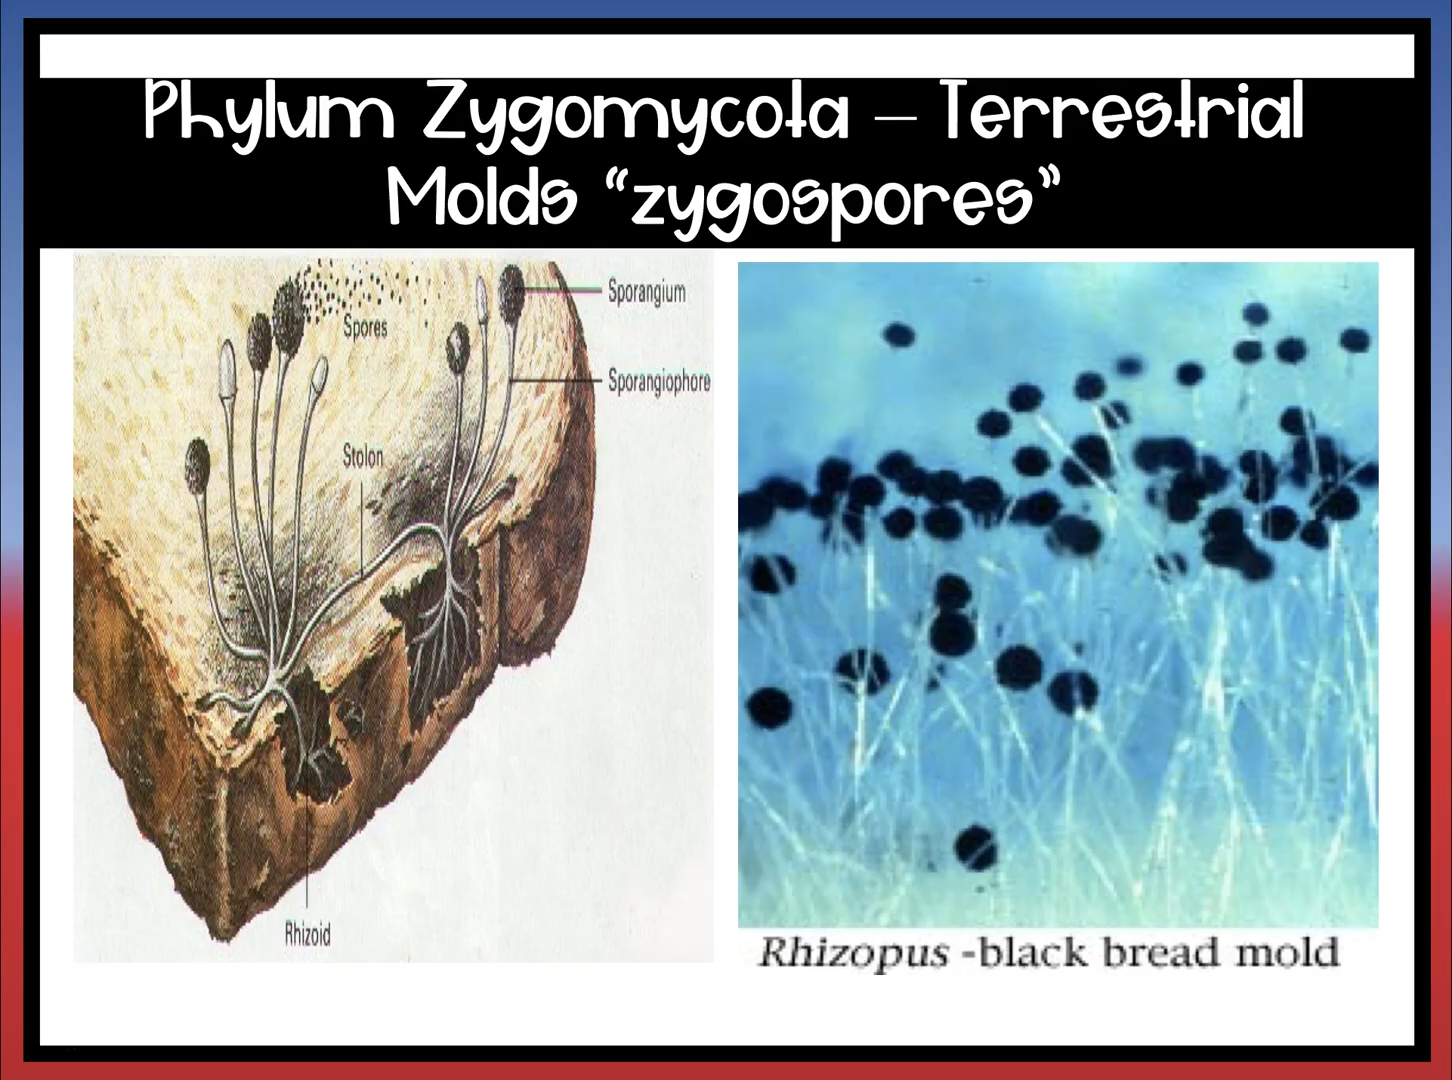 Phylum Zygomycota – Terrestrial
Molds “zygospores”
Sporangium
Spores
Sporangiophore
Stolon
Rhizoid
Rhizopus -black bread mold